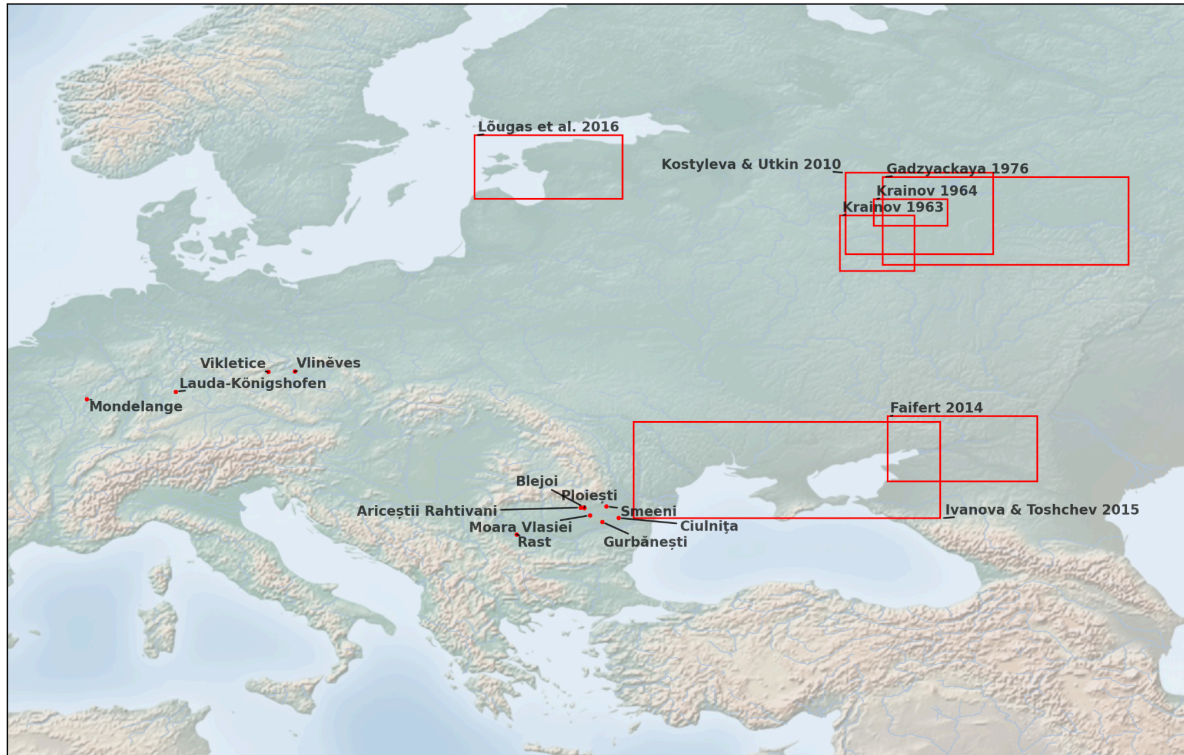 Lõugas et al. 2016
Kostyleva & Utkin 2010
Gadzyackaya 1976
Krainov 1964
Krainov 1963
Vikletice
Vliněves
Lauda-Königshofen
Mondelange
Faifert 2014
Blejoi
Ploiești
Ariceștii Rahtivani
Smeeni
Ivanova & Toshchev 2015
Moara Vlasiei
Ciulniţa
Rast
Gurbănești